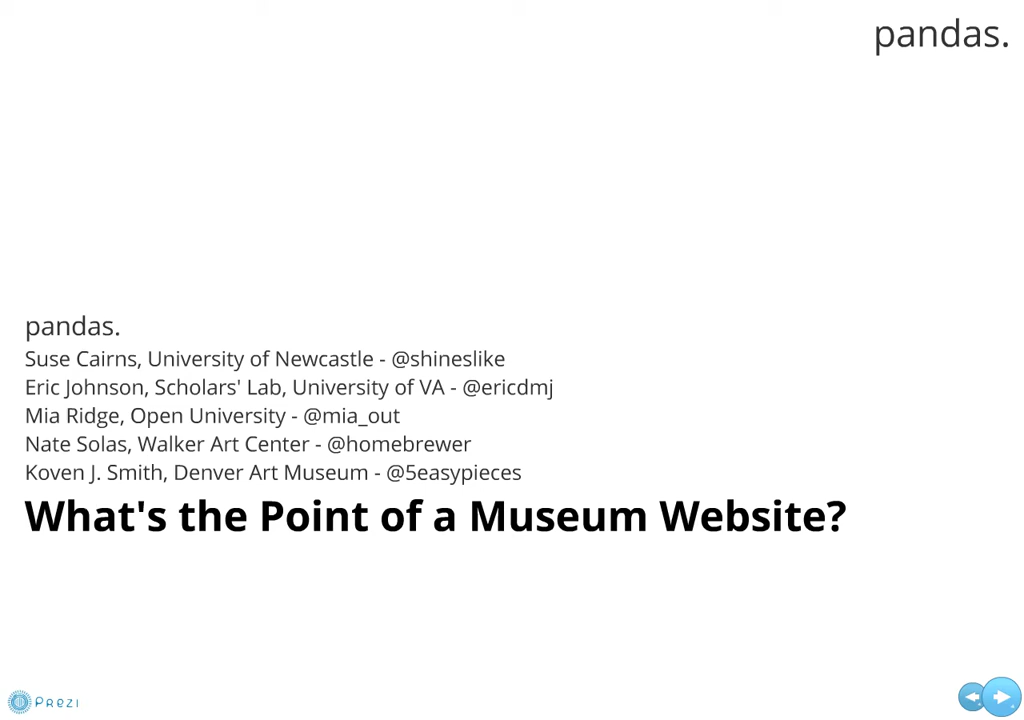 pandas.
pandas.
Suse Cairns, University of Newcastle - @shineslike
Eric Johnson, Scholars' Lab, University of VA - @ericdmj
Mia Ridge, Open University - @mia_out
Nate Solas, Walker Art Center - @homebrewer
Koven J. Smith, Denver Art Museum - @5easypieces
What's the Point of a Museum Website?
Prezi